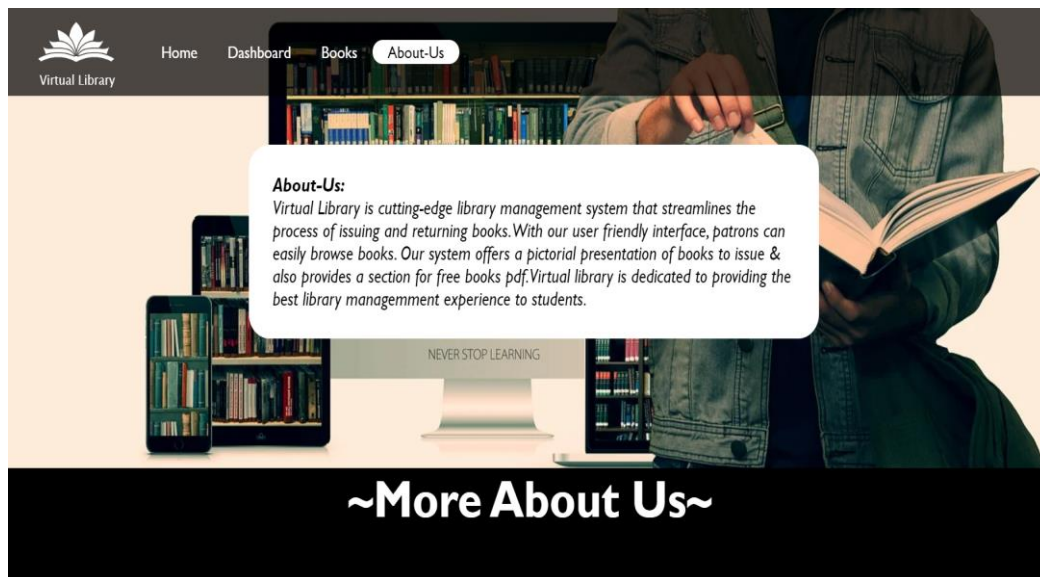 Home Dashboard Books About-Us
Virtual Library
About-Us:
Virtual Library is cutting-edge library management system that streamlines the
process of issuing and returning books. With our user friendly interface, patrons can
easily browse books. Our system offers a pictorial presentation of books to issue &
also provides a section for free books pdf. Virtual library is dedicated to providing the
best library managemment experience to students.
NEVER STOP LEARNING
~More About Us~